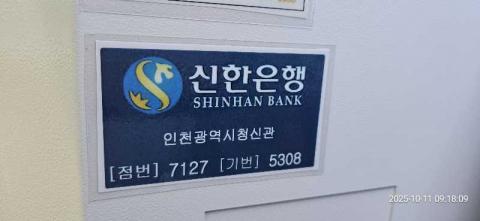 신한은행
SHINHAN BANK
인천광역시청신관
[점번] 7127 [기번] 5308
2025-10-11 09:18:09